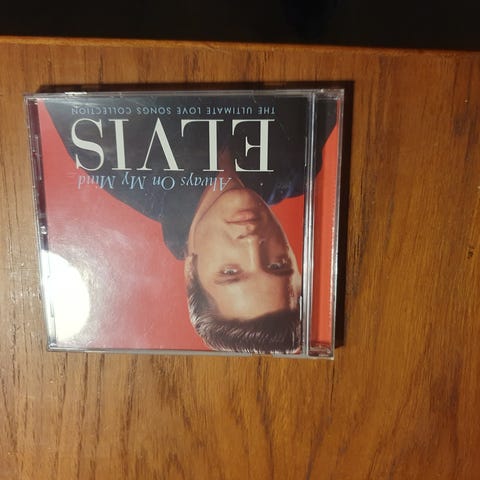 Always On My Mind
ELVIS
THE ULTIMATE LOVE SONGS COLLECTION